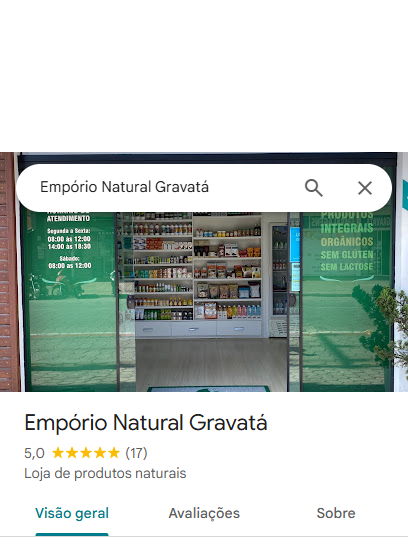 Empório Natural Gravatá
ATENDIMENTO
Segunda a Sexta:
08:00 às 12:00
14:00 às 18:30
Sábado:
08:00 às 12:00
PRODUTOS
INTEGRAIS
ORGÂNICOS
SEM GLÚTEN
SEM LACTOSE
Empório Natural Gravatá
5,0 (17)
Loja de produtos naturais
Visão geral Avaliações Sobre